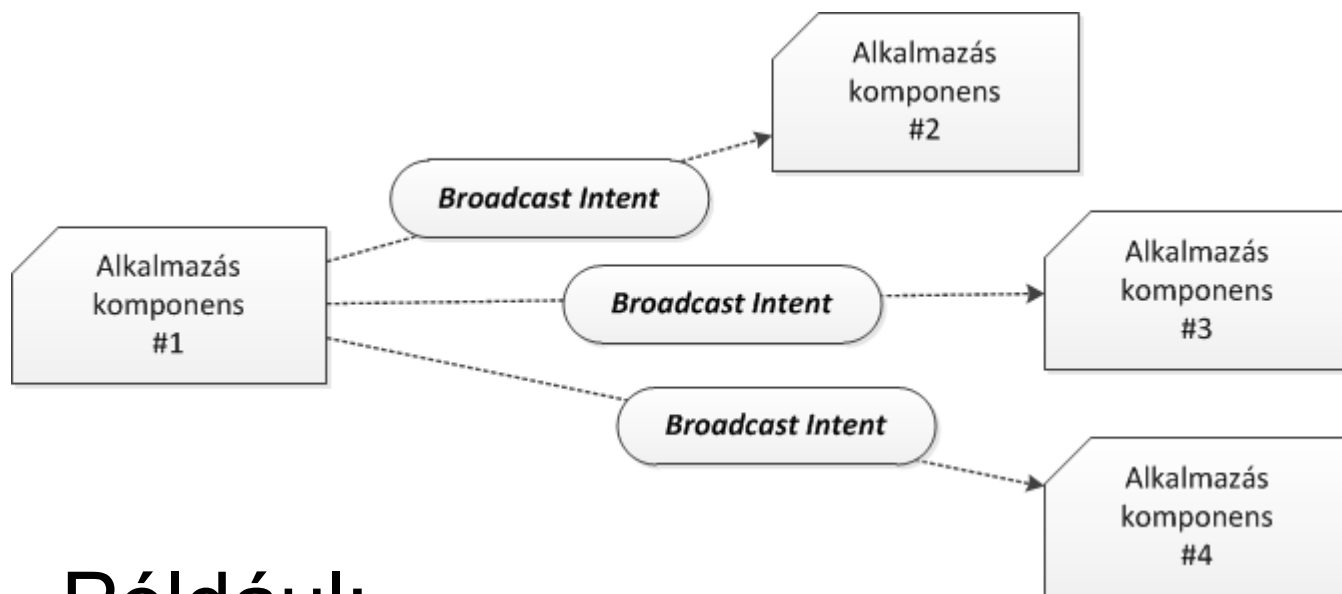 Alkalmazás
komponens
#2
Broadcast Intent
Alkalmazás
komponens
#1
Broadcast Intent
Alkalmazás
komponens
#3
Broadcast Intent
Alkalmazás
komponens
#4
Például: